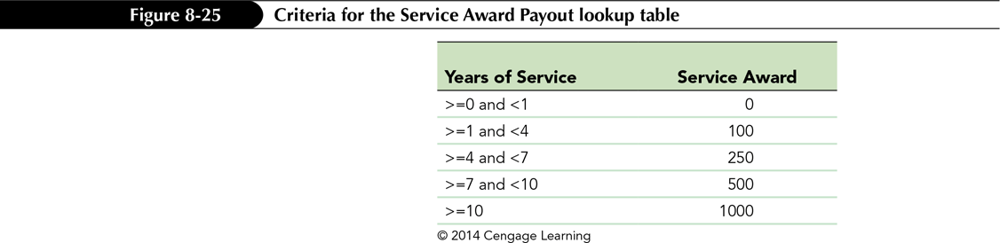 Figure 8-25 Criteria for the Service Award Payout lookup table
Years of Service Service Award
>=0 and <1 0
>=1 and <4 100
>=4 and <7 250
>=7 and <10 500
>=10 1000
© 2014 Cengage Learning